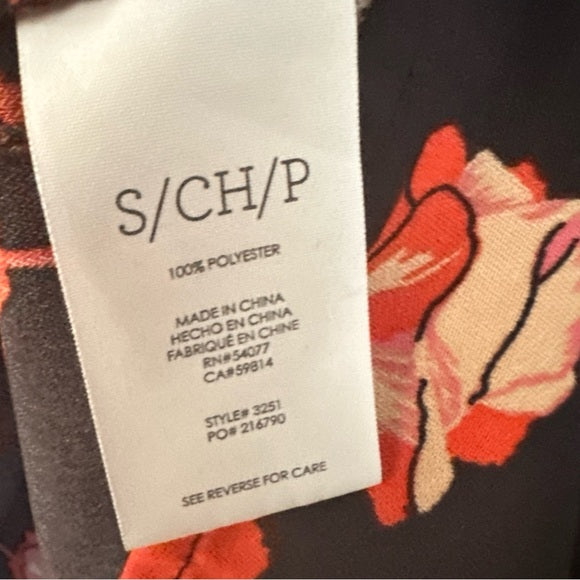 S/CH/P
100% POLYESTER
MADE IN CHINA
HECHO EN CHINA
FABRIQUÉ EN CHINE
RN#54077
CA#59814
STYLE# 3251
PO# 216790
SEE REVERSE FOR CARE